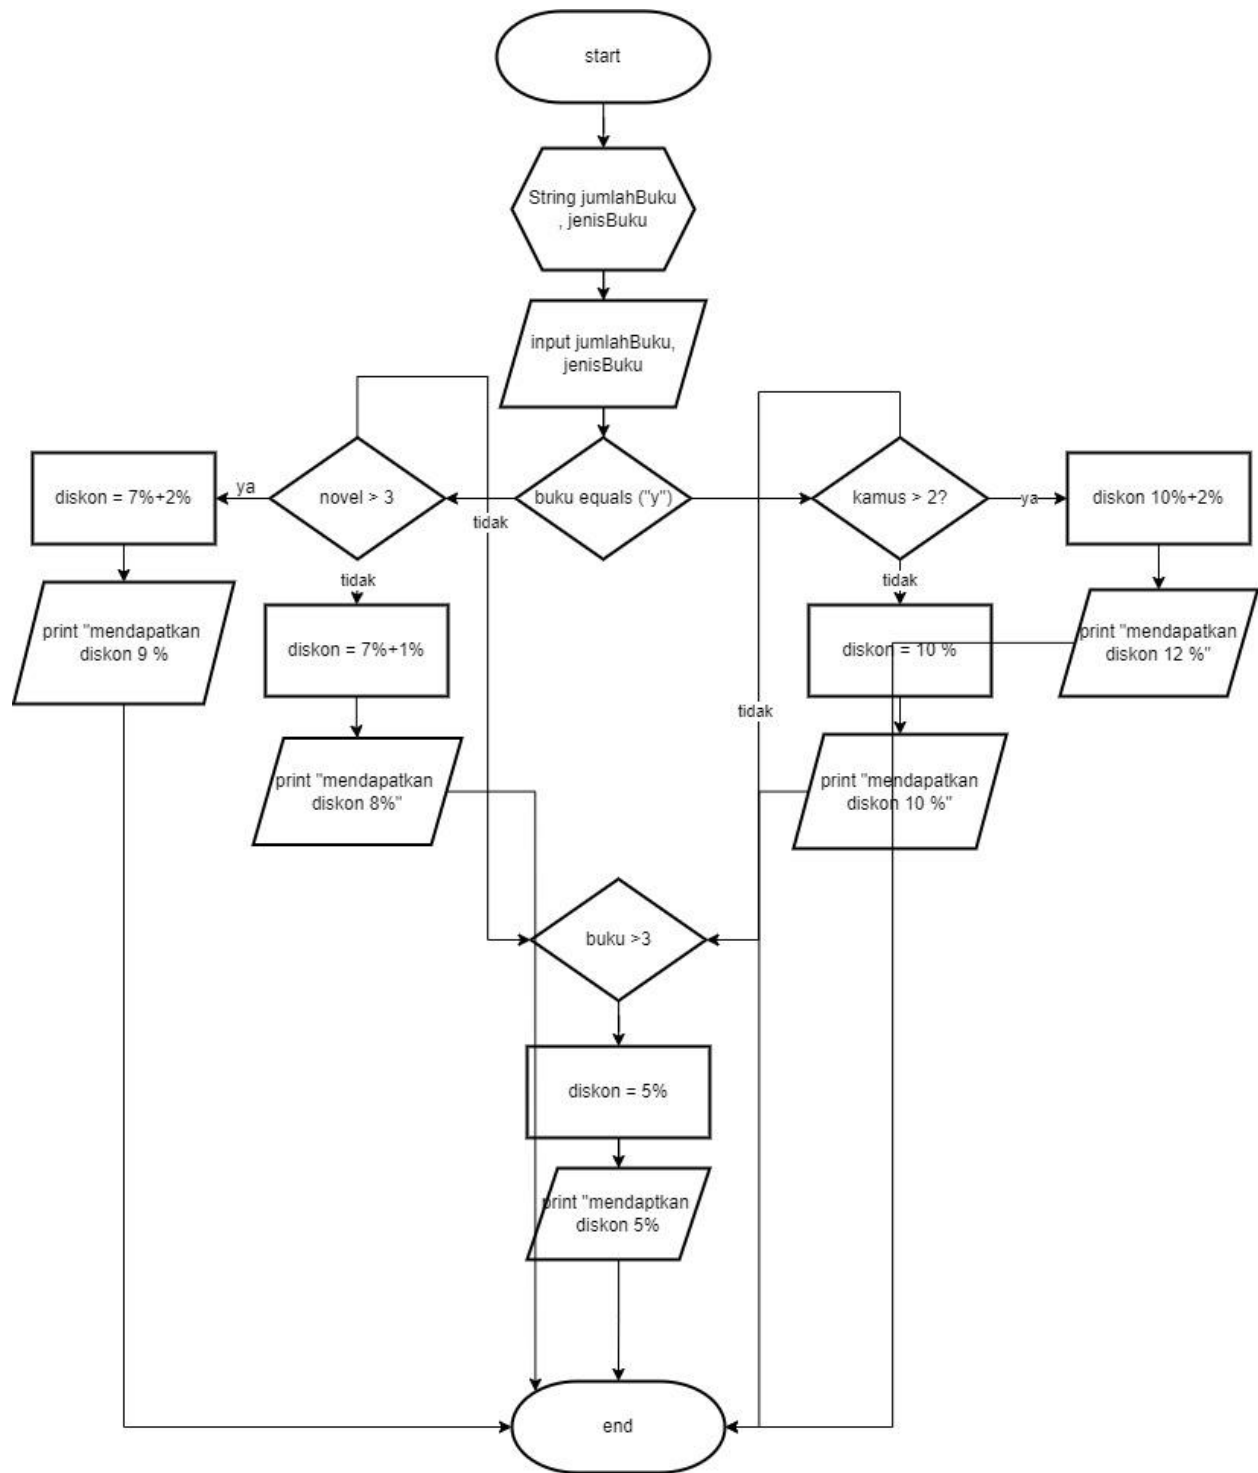 start
String jumlahBuku
, jenisBuku
input jumlahBuku,
jenisBuku
diskon = 7%+2%
ya
novel > 3
tidak
buku equals ("y")
kamus > 2?
ya
diskon 10%+2%
tidak
tidak
print "mendapatkan
diskon 9 %
diskon = 7%+1%
diskon = 10 %
print "mendapatkan
diskon 12 %"
tidak
print "mendapatkan
diskon 8%"
print "mendapatkan
diskon 10 %"
buku >3
diskon = 5%
print "mendaptkan
diskon 5%
end